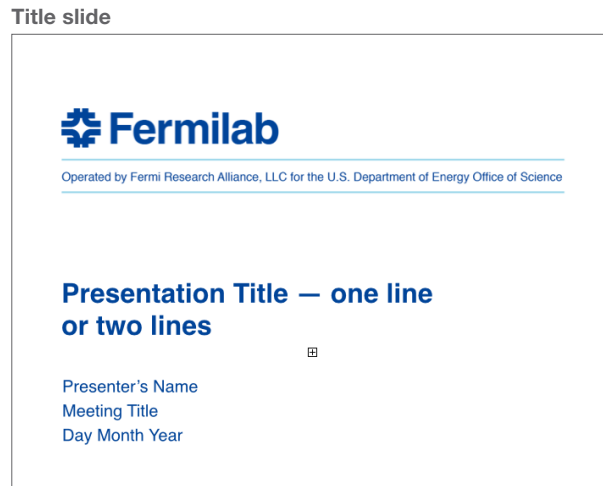 Title slide
Fermilab
Operated by Fermi Research Alliance, LLC for the U.S. Department of Energy Office of Science
Presentation Title — one line
or two lines
Presenter’s Name
Meeting Title
Day Month Year